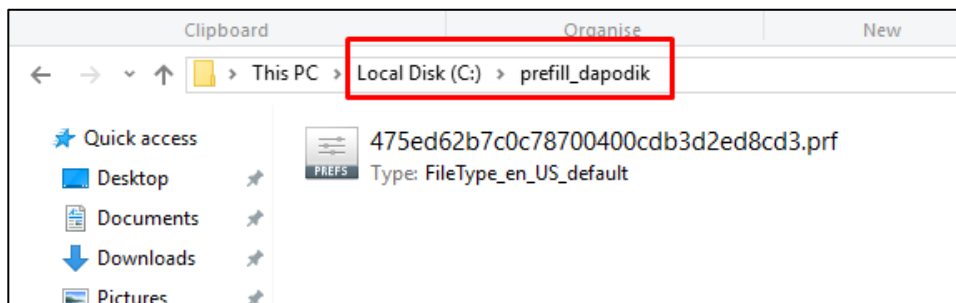 Clipboard Organise New
This PC > Local Disk (C:) > prefill_dapodik
Quick access
475ed62b7c0c78700400cdb3d2ed8cd3.prf
PREFS
Type: FileType_en_US_default
Desktop
Documents
Downloads
Pictures